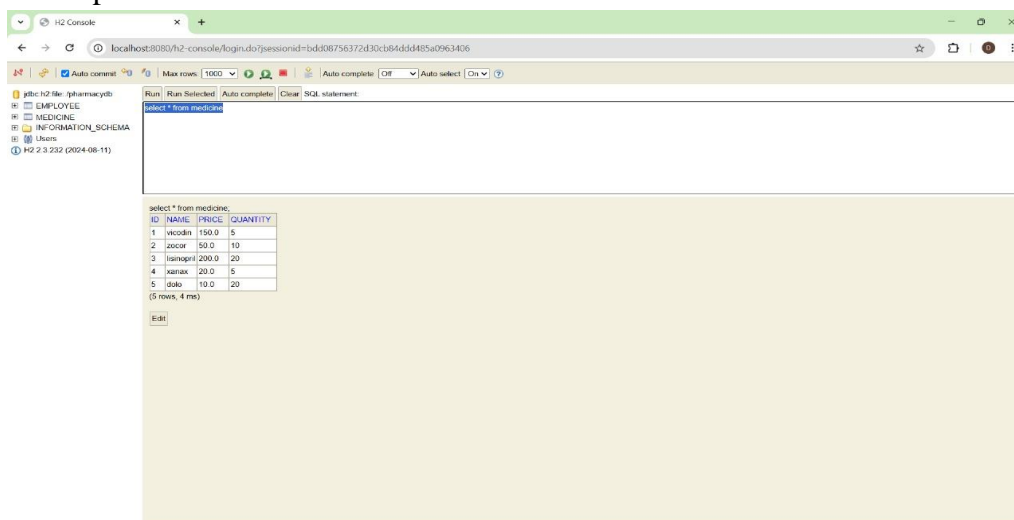 H2 Console
localhost:8080/h2-console/login.do?jsessionid=bdd08756372d30cb84ddd485a0963406
D
Auto commit Max rows: 1000 Auto complete Off Auto select On
jdbc:h2:file:./pharmacydb
EMPLOYEE
MEDICINE
INFORMATION_SCHEMA
Users
H2 2.3.232 (2024-08-11)
Run Run Selected Auto complete Clear SQL statement:
select * from medicine
select * from medicine;
ID NAME PRICE QUANTITY
1 vicodin 150.0 5
2 zocor 50.0 10
3 lisinopril 200.0 20
4 xanax 20.0 5
5 dolo 10.0 20
(5 rows, 4 ms)
Edit